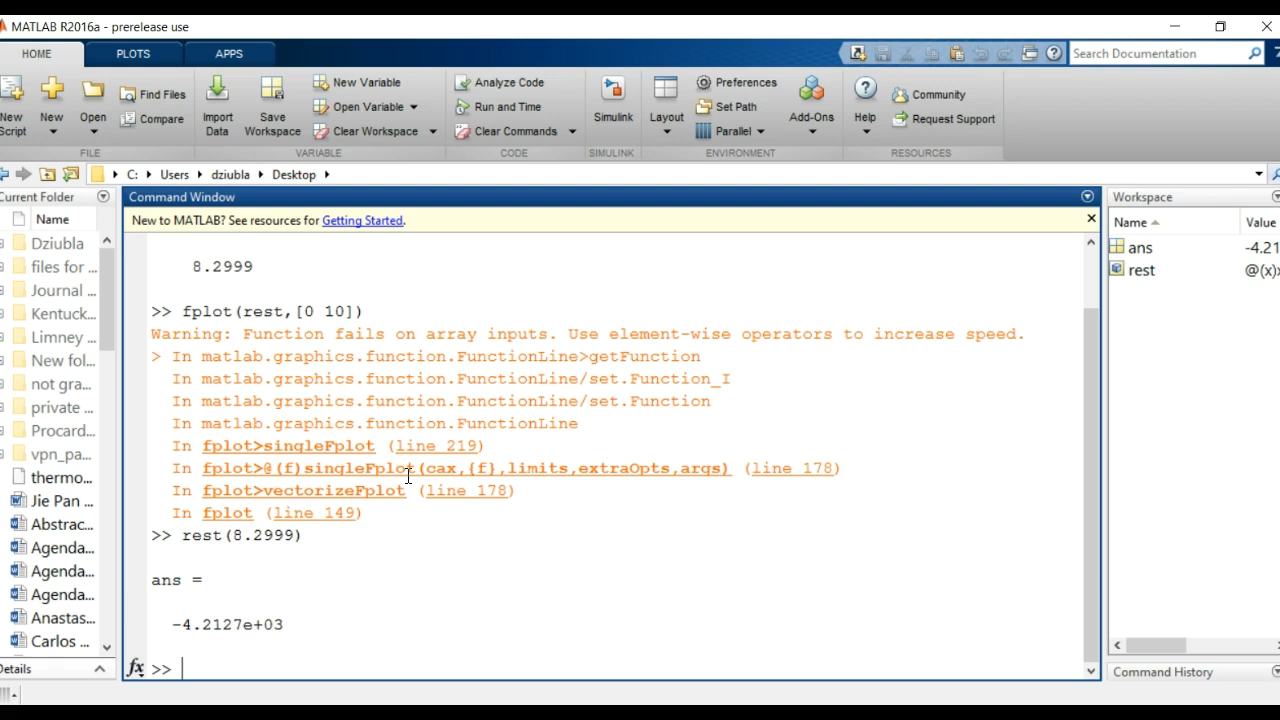 MATLAB R2016a - prerelease use
HOME PLOTS APPS
Search Documentation
New Script
New
Open
Find Files
Compare
FILE
Import Data
Save Workspace
New Variable
Open Variable
Clear Workspace
VARIABLE
Analyze Code
Run and Time
Clear Commands
CODE
Simulink
SIMULINK
Layout
Preferences
Set Path
Parallel
Add-Ons
ENVIRONMENT
Help
Community
Request Support
RESOURCES
C: Users dziubla Desktop
Current Folder
Name
Dziubla
files for ...
Journal ...
Kentuck...
Limney ...
New fol...
not gra...
private ...
Procard...
vpn_pa...
thermo...
Jie Pan ...
Abstrac...
Agenda...
Agenda...
Agenda...
Anastas...
Carlos ...
Details
Command Window
New to MATLAB? See resources for Getting Started.
8.2999
>> fplot(rest,[0 10])
Warning: Function fails on array inputs. Use element-wise operators to increase speed.
> In matlab.graphics.function.FunctionLine>getFunction
In matlab.graphics.function.FunctionLine/set.Function_I
In matlab.graphics.function.FunctionLine/set.Function
In matlab.graphics.function.FunctionLine
In fplot>singleFplot (line 219)
In fplot>@(f)singleFplot(cax,{f},limits,extraOpts,args) (line 178)
In fplot>vectorizeFplot (line 178)
In fplot (line 149)
>> rest(8.2999)
ans =
-4.2127e+03
fx >>
Workspace
Name Value
ans -4.21
rest @(x)
Command History